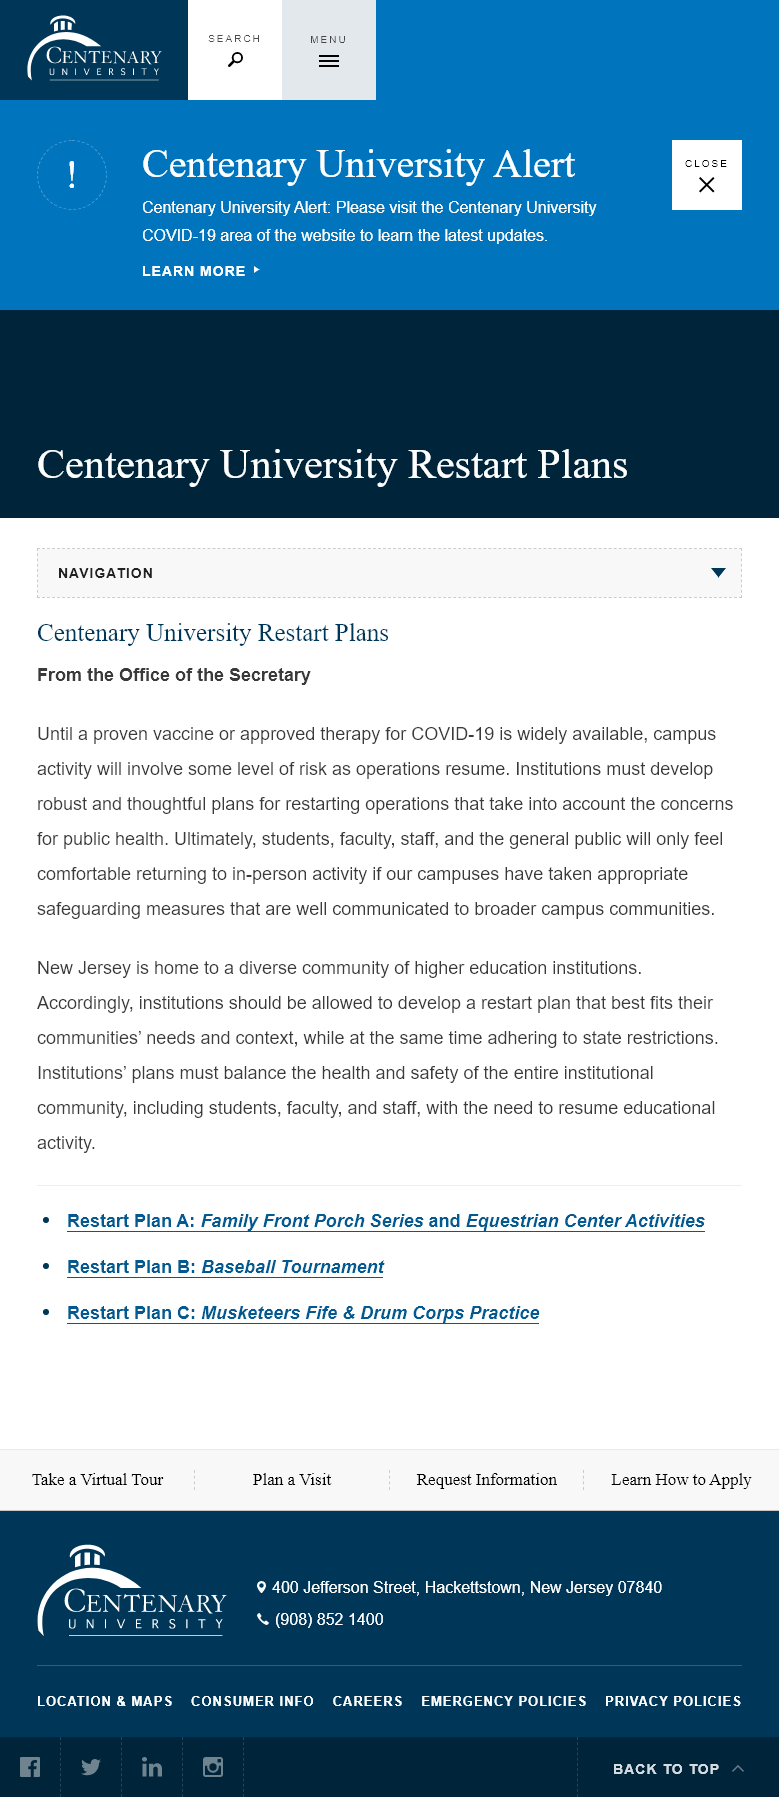 CENTENARY
UNIVERSITY
SEARCH
MENU
Centenary University Alert
CLOSE
Centenary University Alert: Please visit the Centenary University
COVID-19 area of the website to learn the latest updates.
LEARN MORE
Centenary University Restart Plans
NAVIGATION
Centenary University Restart Plans
From the Office of the Secretary
Until a proven vaccine or approved therapy for COVID-19 is widely available, campus
activity will involve some level of risk as operations resume. Institutions must develop
robust and thoughtful plans for restarting operations that take into account the concerns
for public health. Ultimately, students, faculty, staff, and the general public will only feel
comfortable returning to in-person activity if our campuses have taken appropriate
safeguarding measures that are well communicated to broader campus communities.
New Jersey is home to a diverse community of higher education institutions.
Accordingly, institutions should be allowed to develop a restart plan that best fits their
communities’ needs and context, while at the same time adhering to state restrictions.
Institutions’ plans must balance the health and safety of the entire institutional
community, including students, faculty, and staff, with the need to resume educational
activity.
• Restart Plan A: Family Front Porch Series and Equestrian Center Activities
• Restart Plan B: Baseball Tournament
• Restart Plan C: Musketeers Fife & Drum Corps Practice
Take a Virtual Tour
Plan a Visit
Request Information
Learn How to Apply
CENTENARY
UNIVERSITY
400 Jefferson Street, Hackettstown, New Jersey 07840
(908) 852 1400
LOCATION & MAPS
CONSUMER INFO
CAREERS
EMERGENCY POLICIES
PRIVACY POLICIES
BACK TO TOP